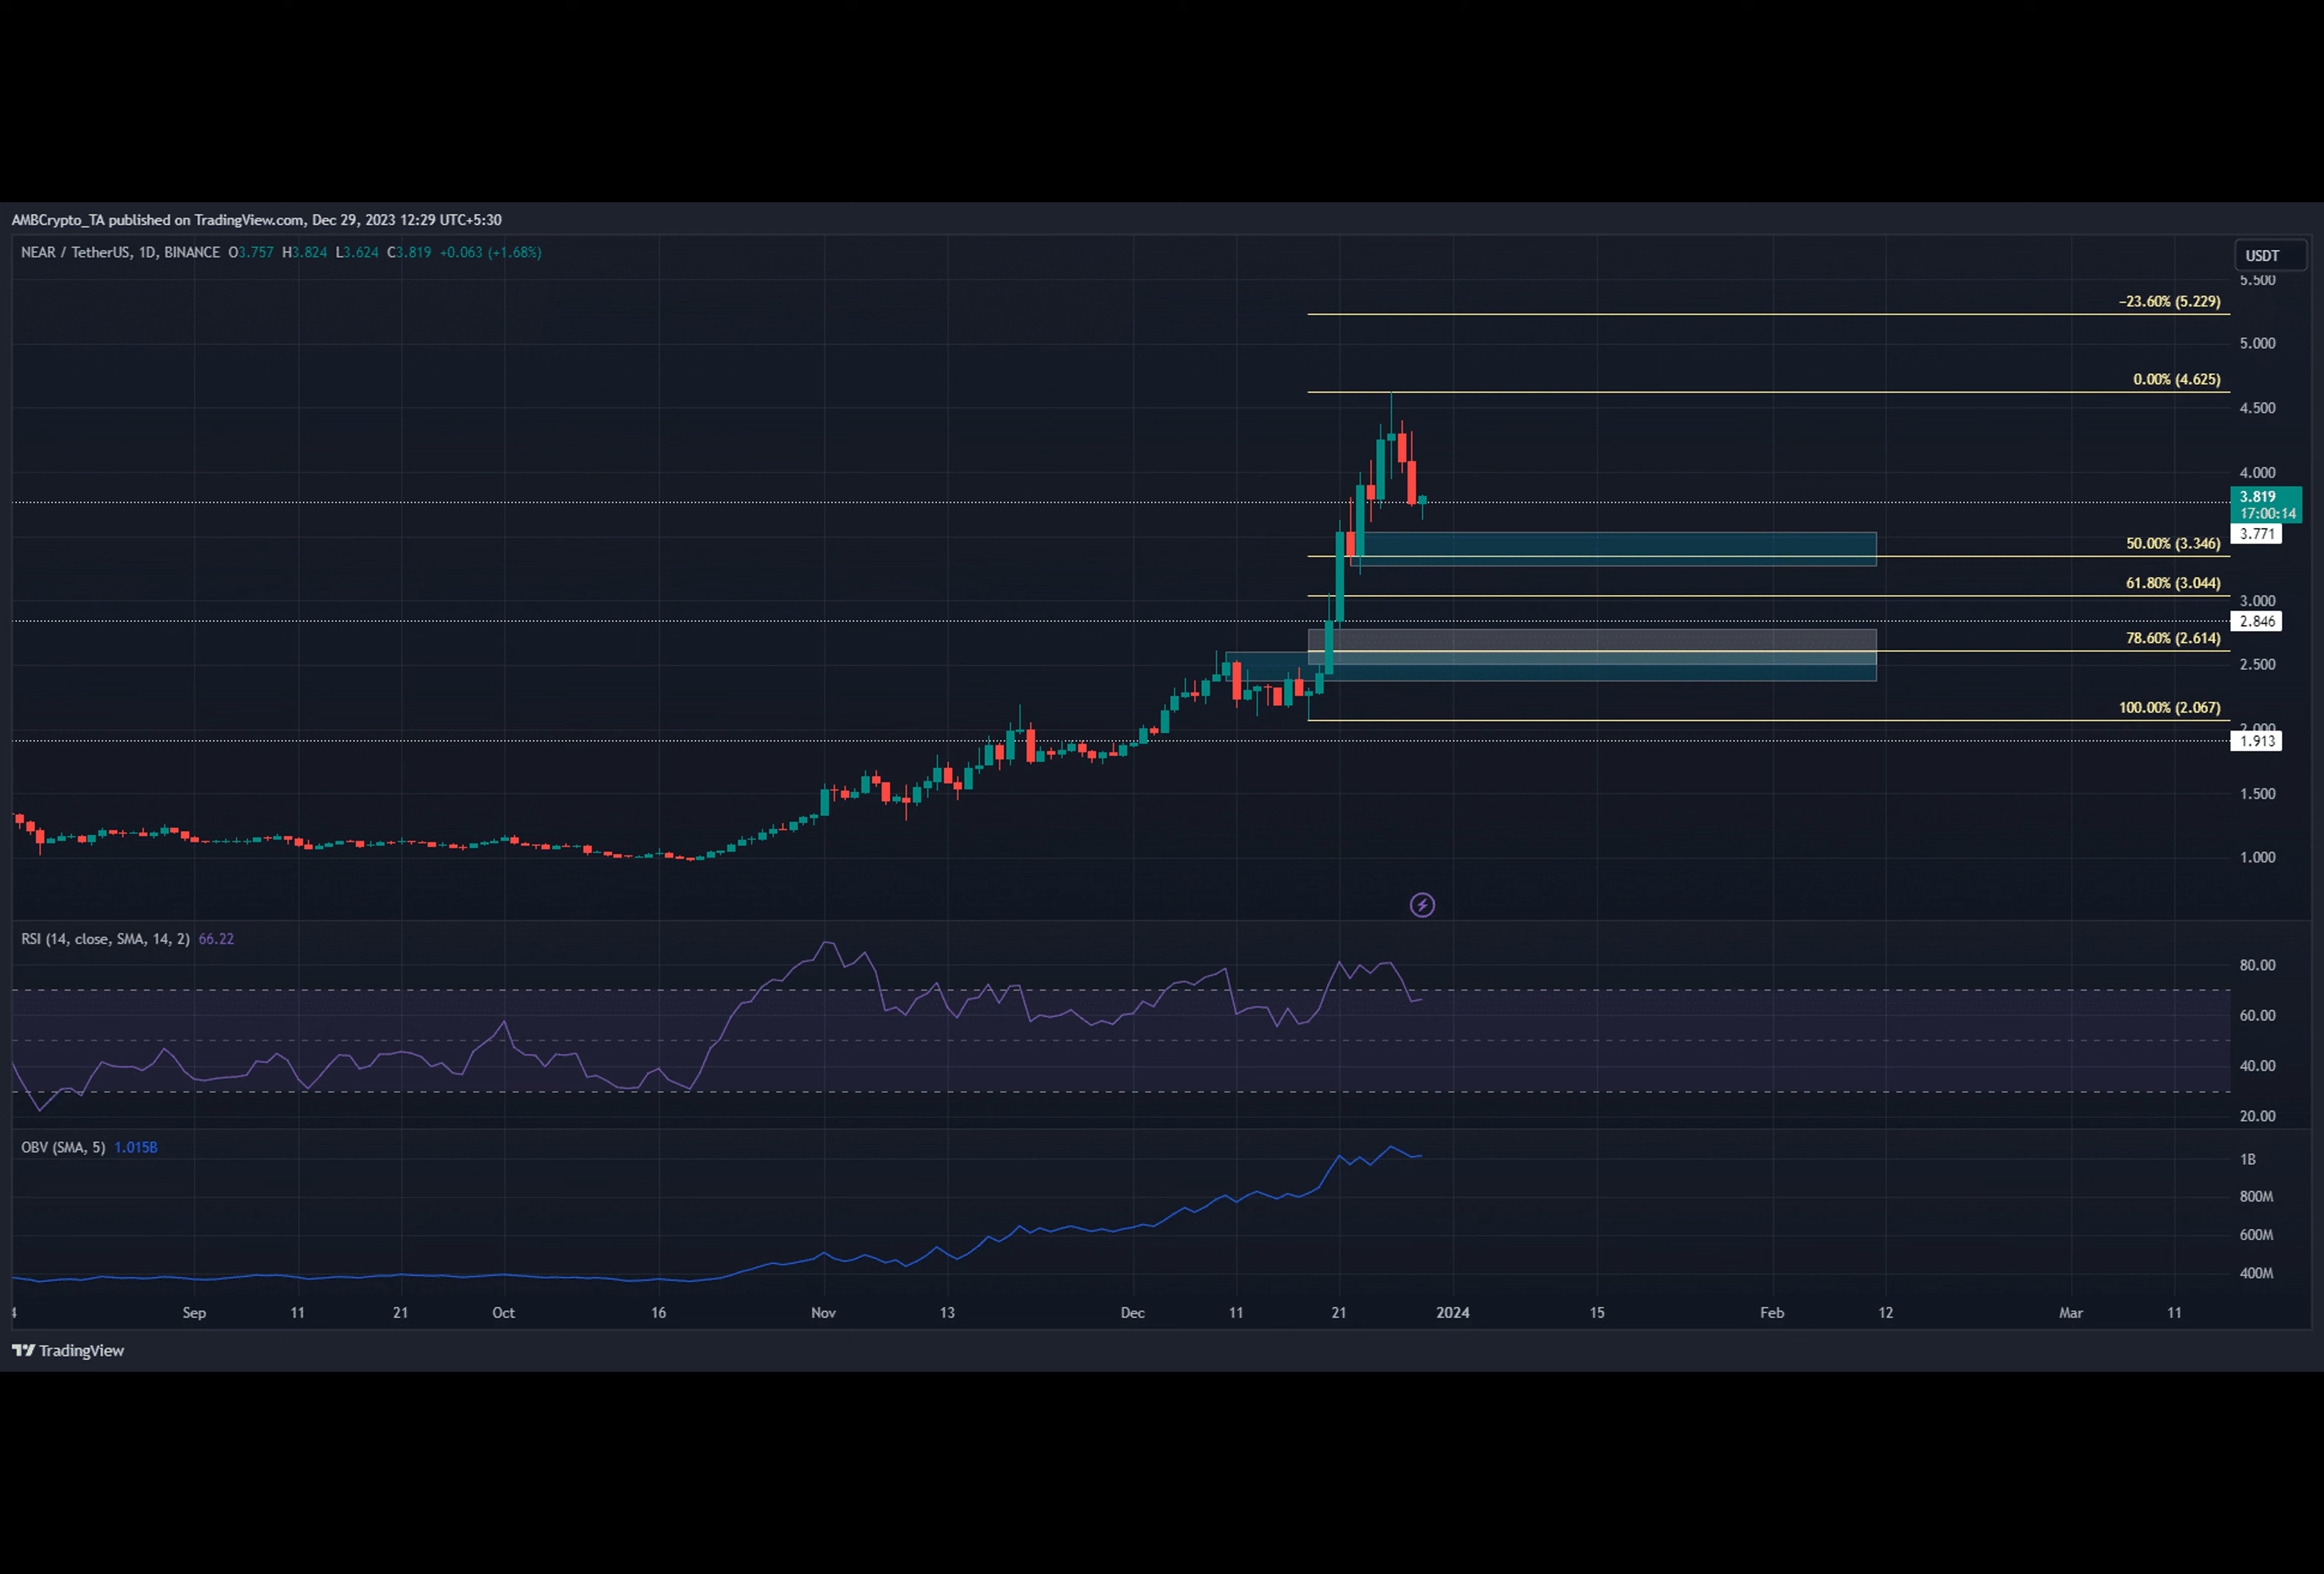 AMBCrypto_TA published on TradingView.com, Dec 29, 2023 12:29 UTC+5:30
NEAR / TetherUS, 1D, BINANCE O3.757 H3.824 L3.624 C3.819 +0.063 (+1.68%)
USDT
5.500
−23.60% (5.229)
5.000
0.00% (4.625)
4.500
4.000
3.819
17:00:14
3.771
50.00% (3.346)
61.80% (3.044)
3.000
2.846
78.60% (2.614)
2.500
100.00% (2.067)
2.000
1.913
1.500
1.000
RSI (14, close, SMA, 14, 2) 66.22
80.00
60.00
40.00
20.00
OBV (SMA, 5) 1.015B
1B
800M
600M
400M
Sep 11 21 Oct 16 Nov 13 Dec 11 21 2024 15 Feb 12 Mar 11
TradingView